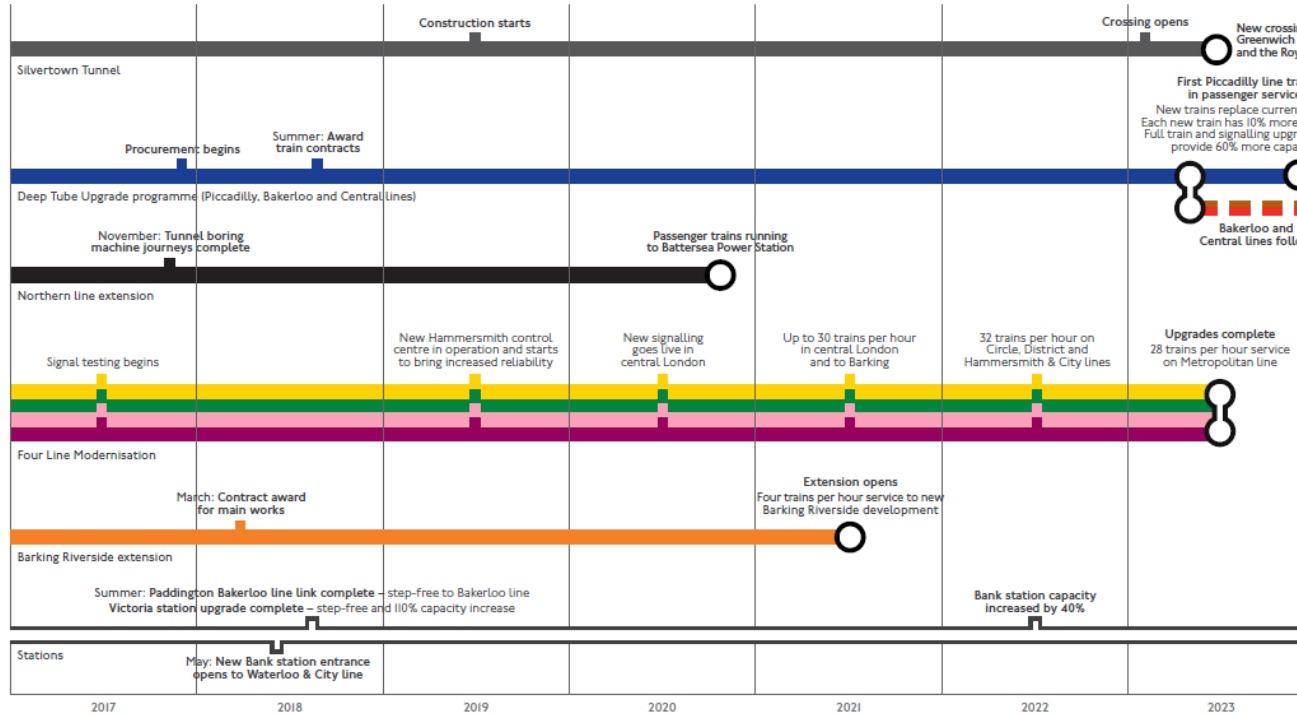 Construction starts
Crossing opens
New
Greenwich
and the
Silvertown Tunnel
First Piccadilly line
in passenger
New trains replace
Each new train has 10% more
Full train and signalling
provide 60% more
Procurement begins
Summer: Award
train contracts
Deep Tube Upgrade programme (Piccadilly, Bakerloo and Central lines)
Bakerloo and
Central lines
November: Tunnel boring
machine journeys complete
Passenger trains running
to Battersea Power Station
Northern line extension
Signal testing begins
New Hammersmith control
centre in operation and starts
to bring increased reliability
New signalling
goes live in
central London
Up to 30 trains per hour
in central London
and to Barking
32 trains per hour on
Circle, District and
Hammersmith & City lines
Upgrades complete
28 trains per hour service
on Metropolitan line
Four Line Modernisation
March: Contract award
for main works
Extension opens
Four trains per hour service to new
Barking Riverside development
Barking Riverside extension
Summer: Paddington Bakerloo line link complete – step-free to Bakerloo line
Victoria station upgrade complete – step-free and 110% capacity increase
Bank station capacity
increased by 40%
Stations
May: New Bank station entrance
opens to Waterloo & City line
2017 2018 2019 2020 2021 2022 2023